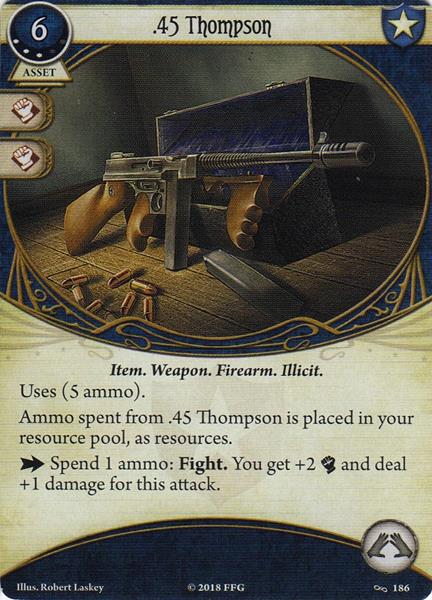 6
.45 Thompson
ASSET
Item. Weapon. Firearm. Illicit.
Uses (5 ammo).
Ammo spent from .45 Thompson is placed in your
resource pool, as resources.
Spend 1 ammo: Fight. You get +2 and deal
+1 damage for this attack.
Illus. Robert Laskey © 2018 FFG 186